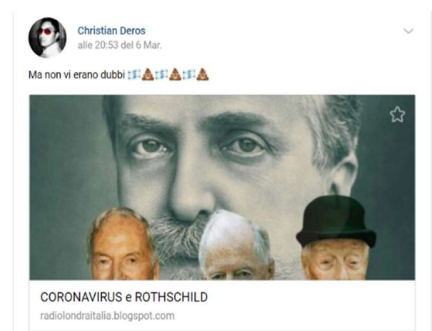 Christian Deros
alle 20:53 del 6 Mar.
Ma non vi erano dubbi
CORONAVIRUS e ROTHSCHILD
radiolondraitalia.blogspot.com